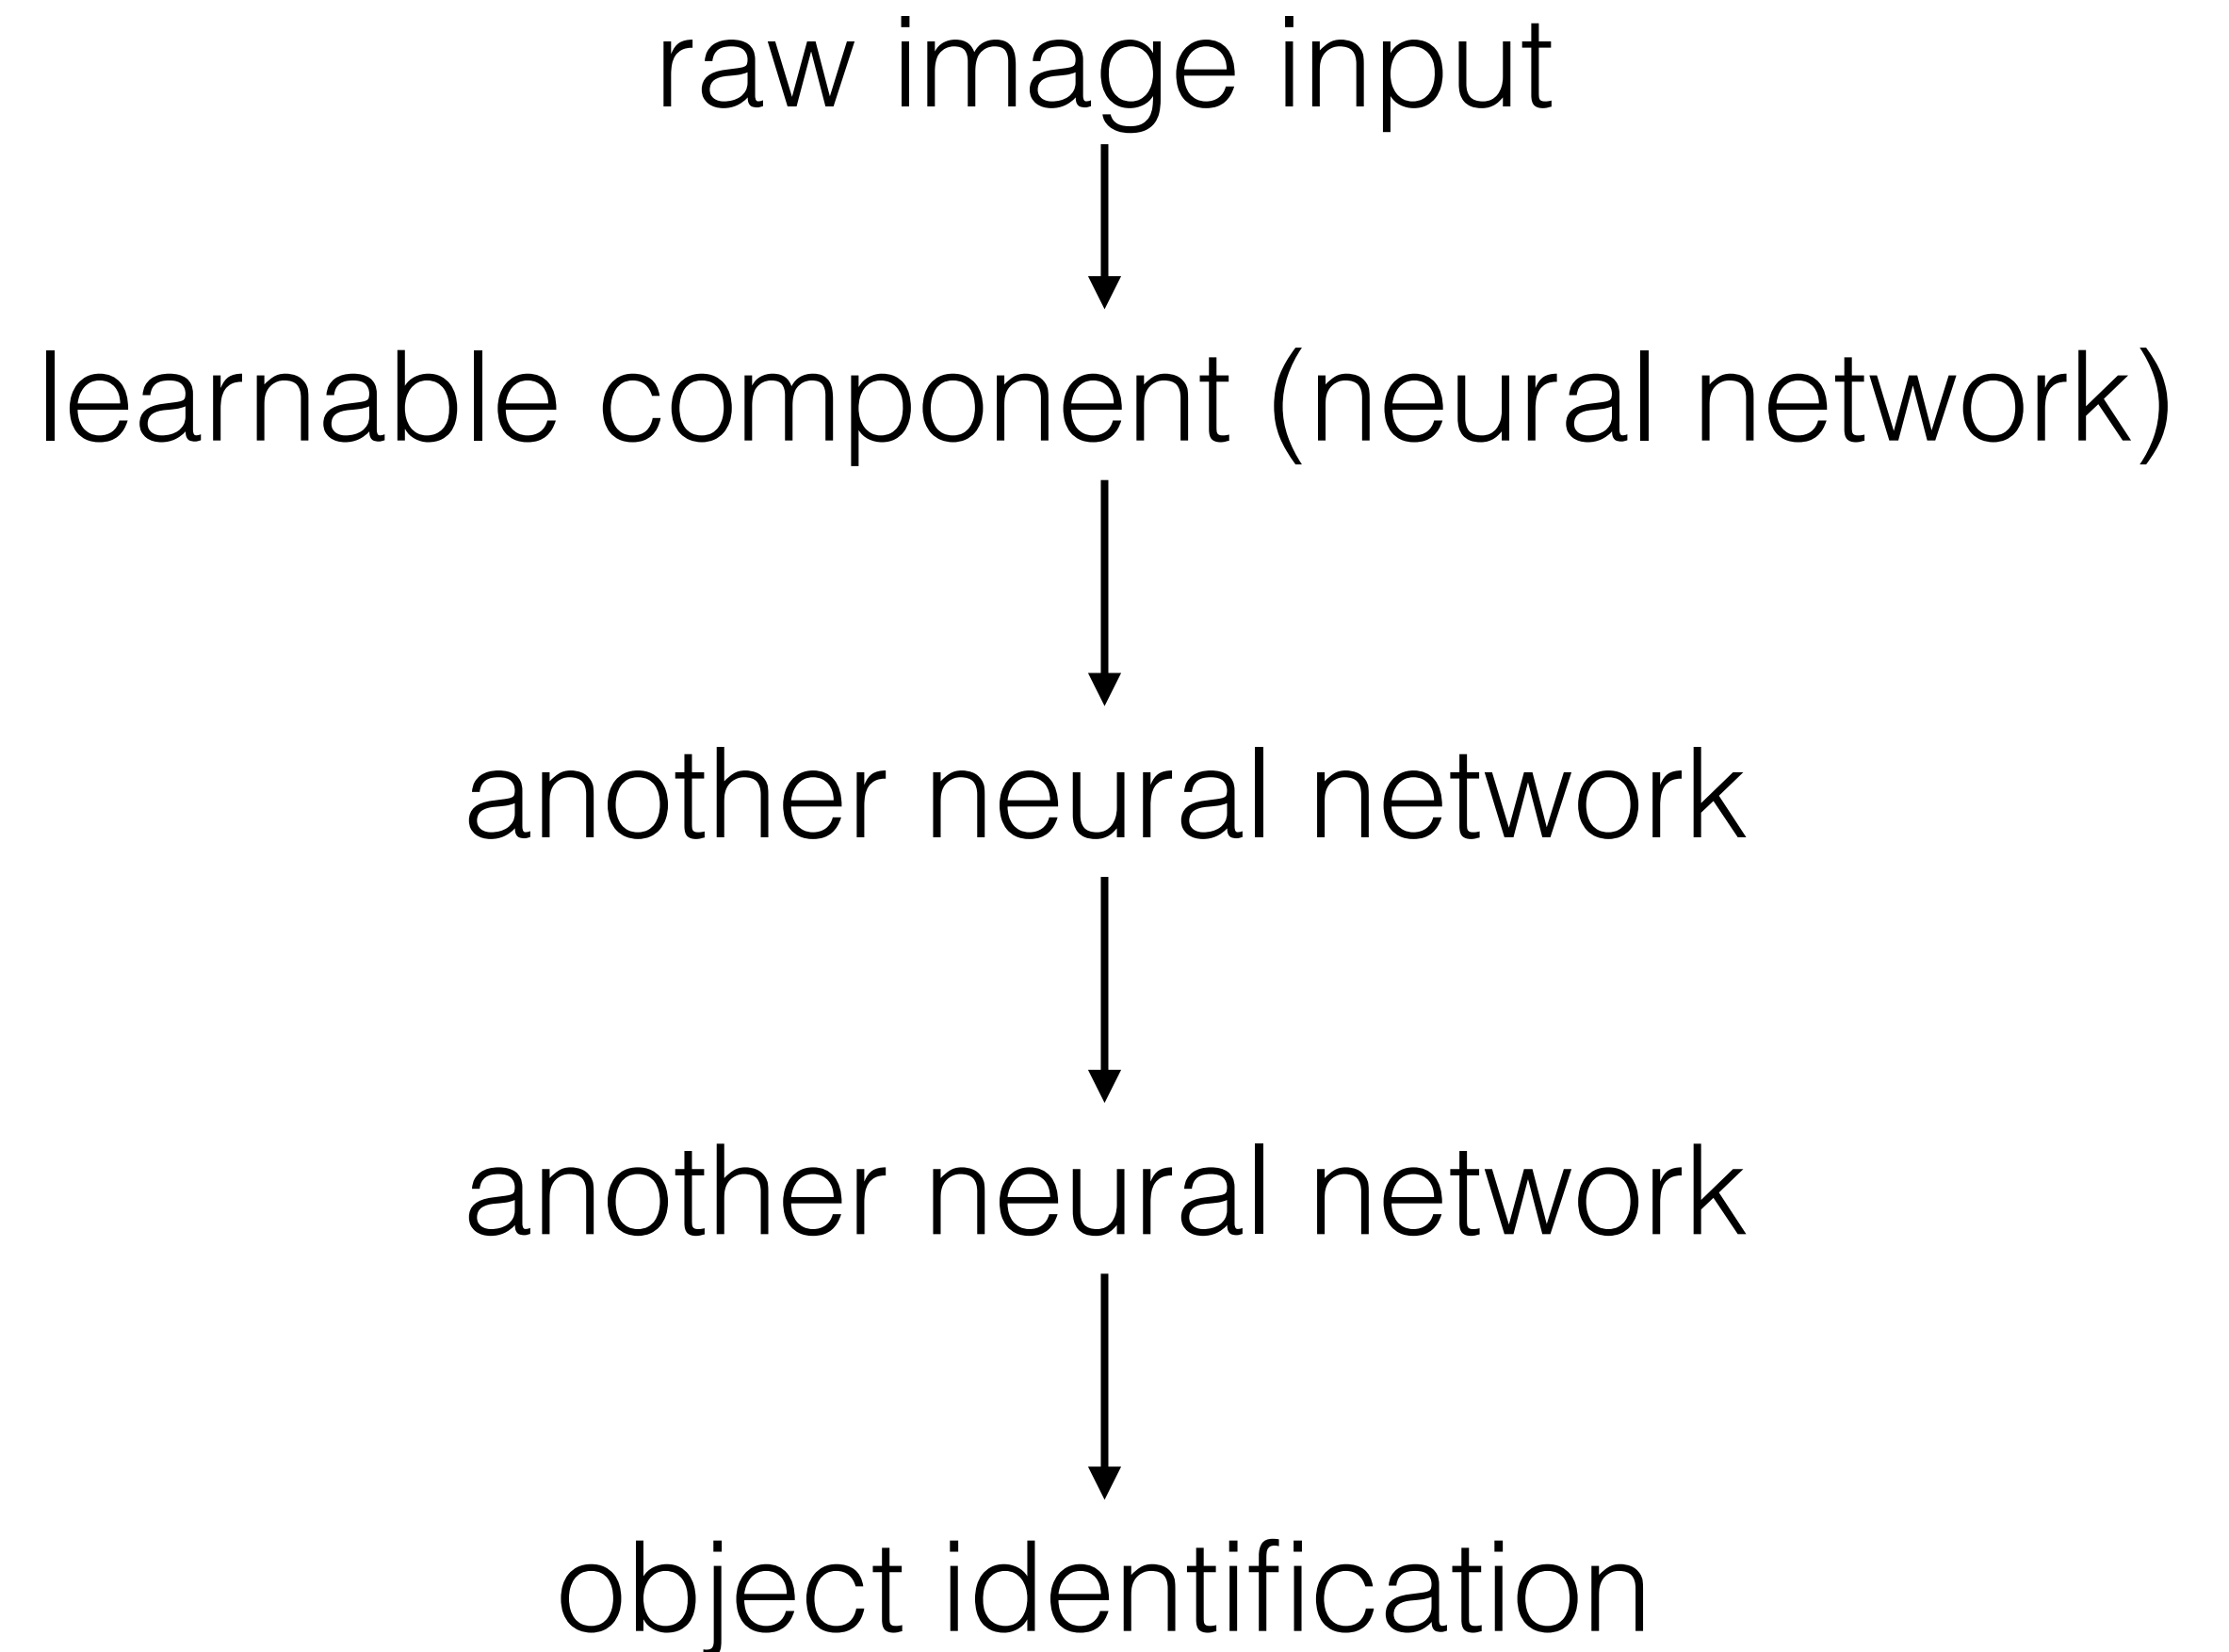 raw image input
learnable component (neural network)
another neural network
another neural network
object identification